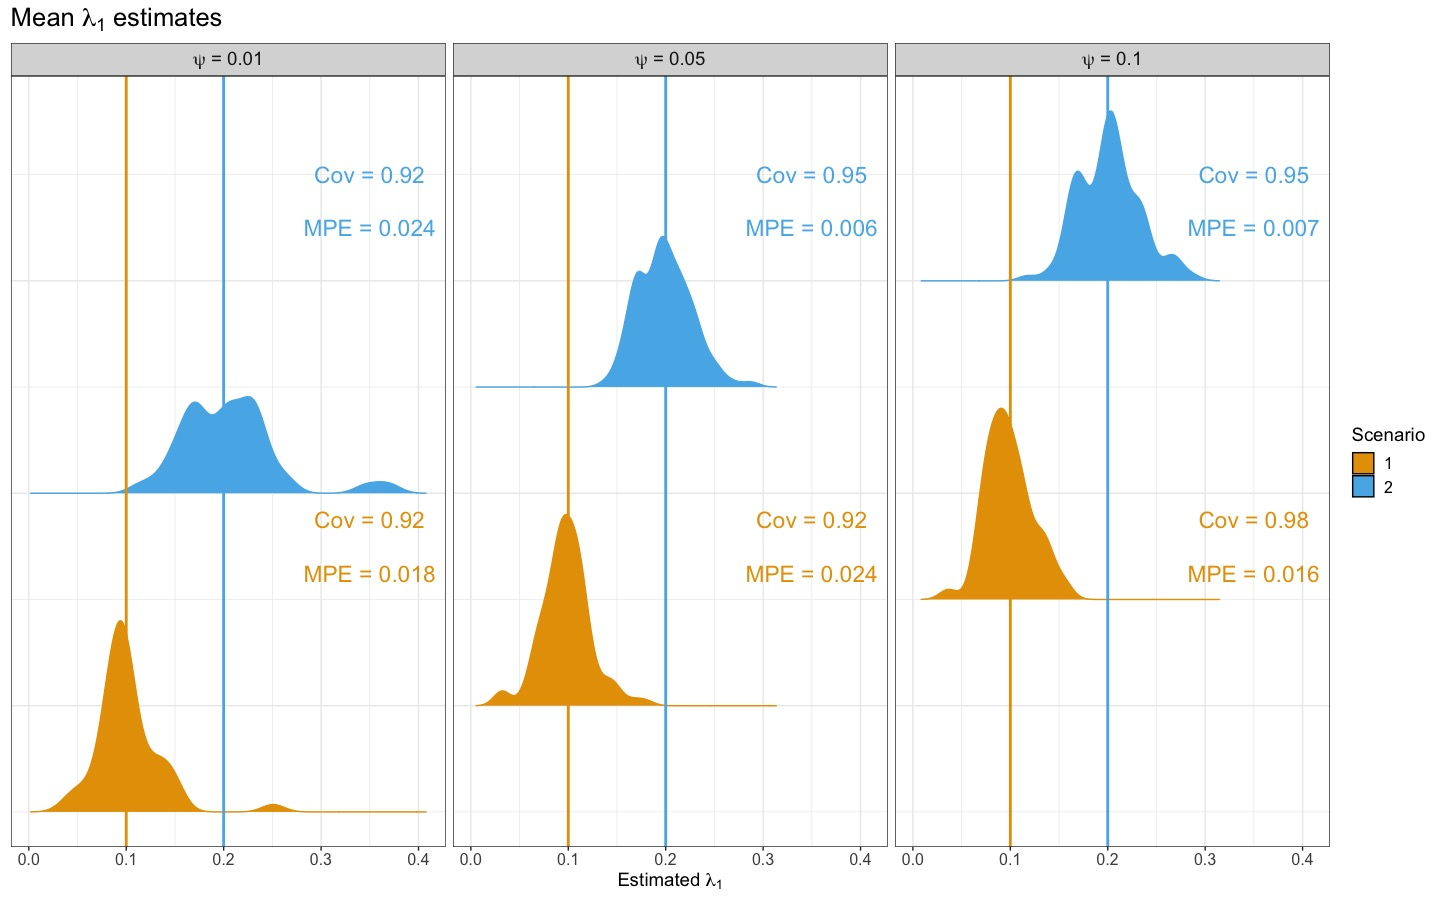 Mean λ1 estimates
ψ = 0.01
ψ = 0.05
ψ = 0.1
Cov = 0.92
MPE = 0.024
Cov = 0.92
MPE = 0.018
Cov = 0.95
MPE = 0.006
Cov = 0.92
MPE = 0.024
Cov = 0.95
MPE = 0.007
Cov = 0.98
MPE = 0.016
0.0 0.1 0.2 0.3 0.4
0.0 0.1 0.2 0.3 0.4
0.0 0.1 0.2 0.3 0.4
Estimated λ1
Scenario
1
2